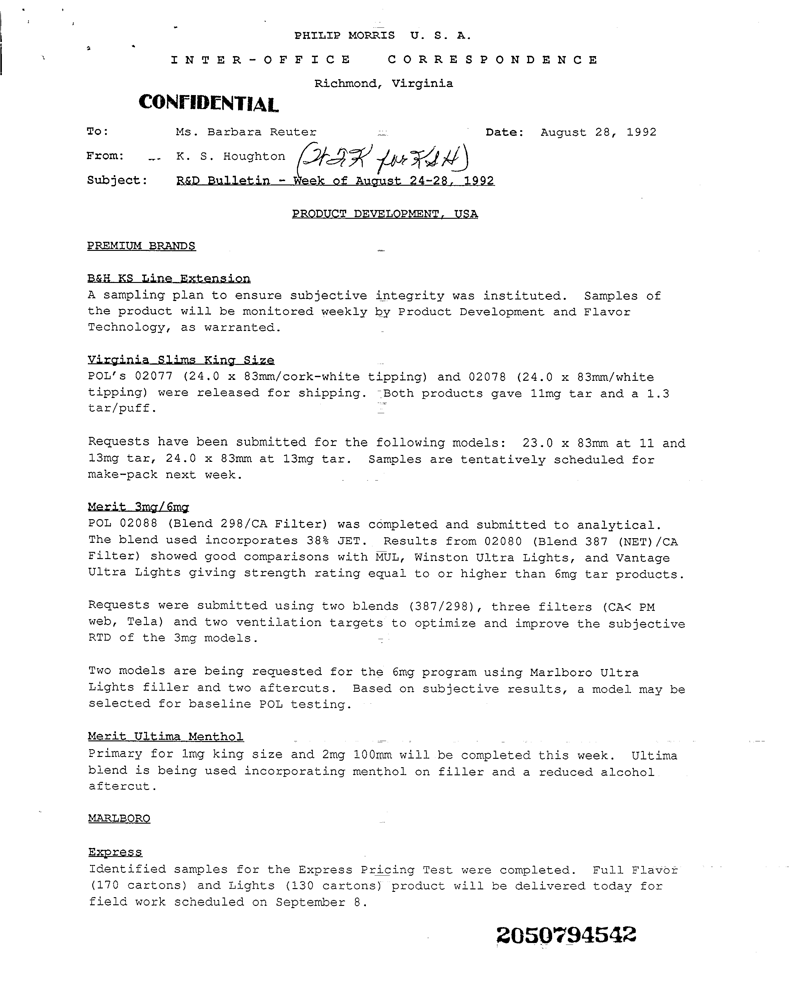 PHILIP MORRIS U. S. A.
INTER-OFFICE CORRESPONDENCE
Richmond, Virginia
CONFIDENTIAL
To: Ms. Barbara Reuter Date: August 28, 1992
From: K. S. Houghton (HJK for KSH)
Subject: R&D Bulletin - Week of August 24-28, 1992
PRODUCT DEVELOPMENT, USA
PREMIUM BRANDS
B&H KS Line Extension
A sampling plan to ensure subjective integrity was instituted. Samples of
the product will be monitored weekly by Product Development and Flavor
Technology, as warranted.
Virginia Slims King Size
POL's 02077 (24.0 x 83mm/cork-white tipping) and 02078 (24.0 x 83mm/white
tipping) were released for shipping. Both products gave 11mg tar and a 1.3
tar/puff.
Requests have been submitted for the following models: 23.0 x 83mm at 11 and
13mg tar, 24.0 x 83mm at 13mg tar. Samples are tentatively scheduled for
make-pack next week.
Merit 3mg/6mg
POL 02088 (Blend 298/CA Filter) was completed and submitted to analytical.
The blend used incorporates 38% JET. Results from 02080 (Blend 387 (NET)/CA
Filter) showed good comparisons with MUL, Winston Ultra Lights, and Vantage
Ultra Lights giving strength rating equal to or higher than 6mg tar products.
Requests were submitted using two blends (387/298), three filters (CA< PM
web, Tela) and two ventilation targets to optimize and improve the subjective
RTD of the 3mg models.
Two models are being requested for the 6mg program using Marlboro Ultra
Lights filler and two aftercuts. Based on subjective results, a model may be
selected for baseline POL testing.
Merit Ultima Menthol
Primary for 1mg king size and 2mg 100mm will be completed this week. Ultima
blend is being used incorporating menthol on filler and a reduced alcohol
aftercut.
MARLBORO
Express
Identified samples for the Express Pricing Test were completed. Full Flavor
(170 cartons) and Lights (130 cartons) product will be delivered today for
field work scheduled on September 8.
2050794542